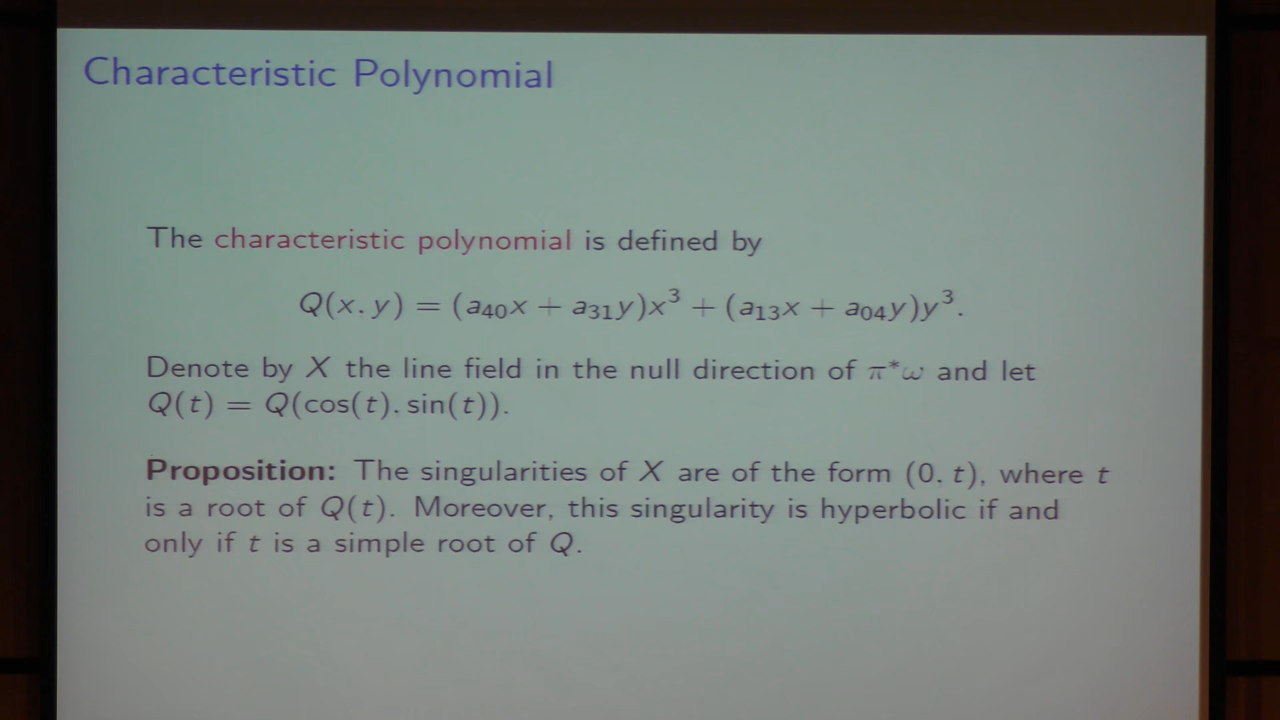 Characteristic Polynomial
The characteristic polynomial is defined by
Q(x, y) = (a₄₀x + a₃₁y)x³ + (a₁₃x + a₀₄y)y³.
Denote by X the line field in the null direction of π*ω and let
Q(t) = Q(cos(t), sin(t)).
Proposition: The singularities of X are of the form (0, t), where t
is a root of Q(t). Moreover, this singularity is hyperbolic if and
only if t is a simple root of Q.